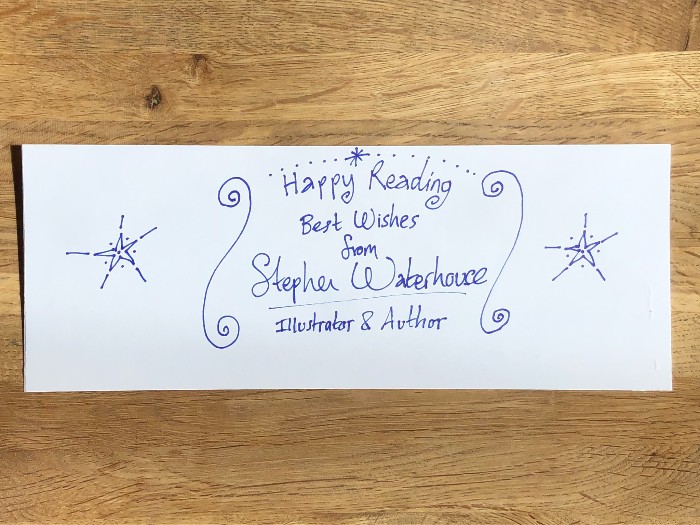 Happy Reading
Best Wishes
from
Stephen Waterhouse
Illustrator & Author